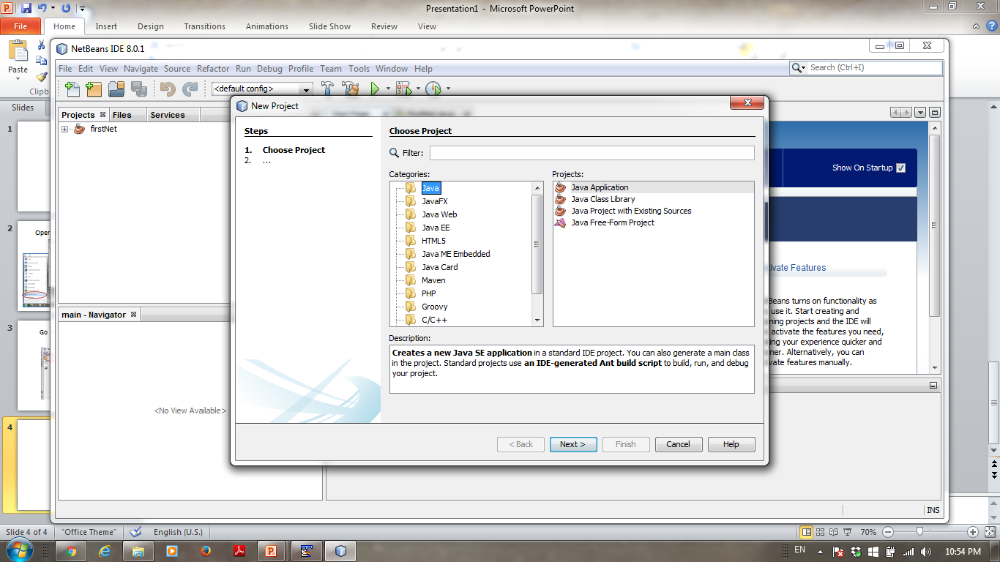 Presentation1 - Microsoft PowerPoint
File Home Insert Design Transitions Animations Slide Show Review View
Paste
Clipb
Slides
1
2
Oper
3
Go
4
NetBeans IDE 8.0.1
File Edit View Navigate Source Refactor Run Debug Profile Team Tools Window Help
Search (Ctrl+I)
<default config>
Projects Files Services
firstNet
main - Navigator
<No View Available>
New Project
Steps
1. Choose Project
2. ...
Choose Project
Filter:
Categories:
Java
JavaFX
Java Web
Java EE
HTML5
Java ME Embedded
Java Card
Maven
PHP
Groovy
C/C++
Projects:
Java Application
Java Class Library
Java Project with Existing Sources
Java Free-Form Project
Description:
Creates a new Java SE application in a standard IDE project. You can also generate a main class
in the project. Standard projects use an IDE-generated Ant build script to build, run, and debug
your project.
< Back Next > Finish Cancel Help
Show On Startup
ivate Features
Beans turns on functionality as
use it. Start creating and
ning projects and the IDE will
activate the features you need,
ing your experience quicker and
ner. Alternatively, you can
vate features manually.
INS
Slide 4 of 4 "Office Theme" English (U.S.) 70%
EN 10:54 PM